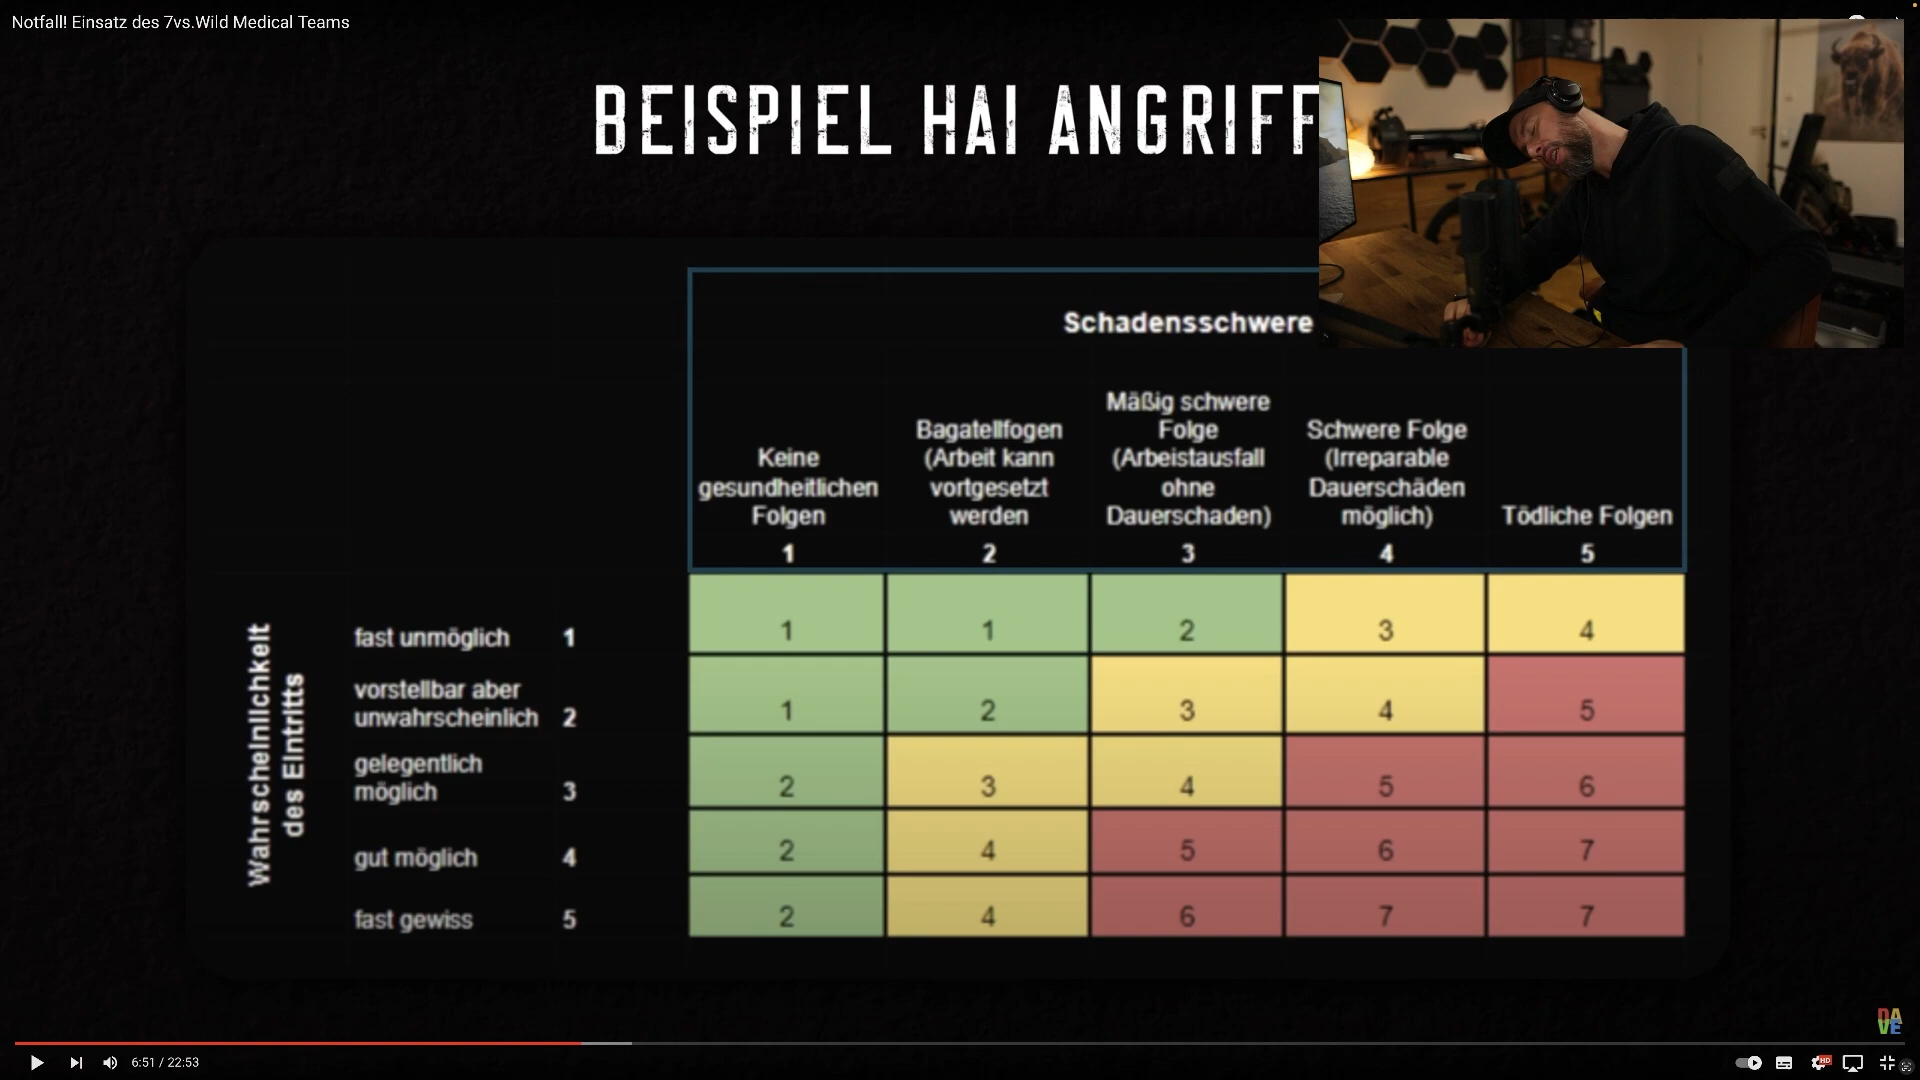 Notfall! Einsatz des 7vs.Wild Medical Teams
BEISPIEL HAI ANGRIFF
Schadensschwere
Keine
gesundheitlichen
Folgen
1
Bagatellfogen
(Arbeit kann
vortgesetzt
werden
2
Mäßig schwere
Folge
(Arbeistausfall
ohne
Dauerschaden)
3
Schwere Folge
(Irreparable
Dauerschäden
möglich)
4
Tödliche Folgen
5
Wahrscheinlichkeit
des Eintritts
fast unmöglich 1 1 1 2 3 4
vorstellbar aber
unwahrscheinlich 2 1 2 3 4 5
gelegentlich
möglich 3 2 3 4 5 6
gut möglich 4 2 4 5 6 7
fast gewiss 5 2 4 6 7 7
DA
VE
6:51 / 22:53
HD